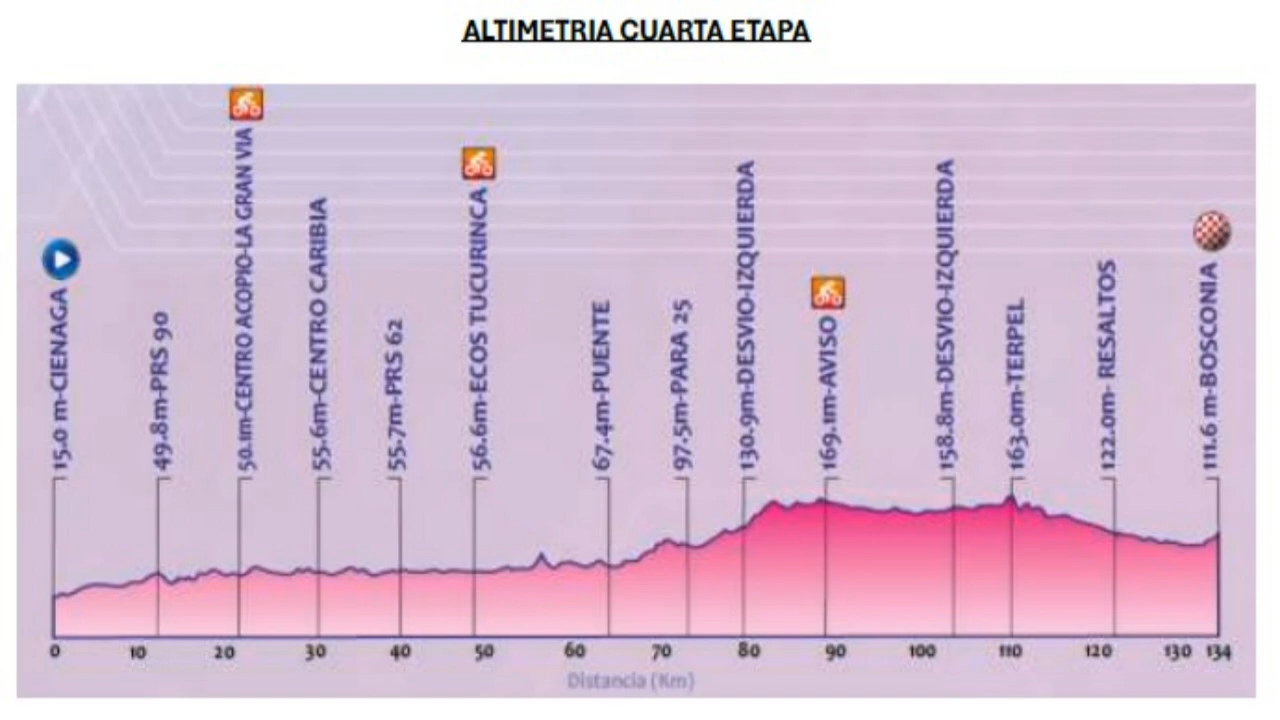 ALTIMETRIA CUARTA ETAPA
15.0 m-CIENAGA
49.8m-PRS 90
50.1m-CENTRO ACOPIO-LA GRAN VIA
55.6m-CENTRO CARIBIA
55.7m-PRS 62
56.6m-ECOS TUCURINCA
67.4m-PUENTE
97.5m-PARA 25
130.9m-DESVIO-IZQUIERDA
169.1m-AVISO
158.8m-DESVIO-IZQUIERDA
163.0m-TERPEL
122.0m- RESALTOS
111.6 m-BOSCONIA
0 10 20 30 40 50 60 70 80 90 100 110 120 130 134
Distancia (Km)